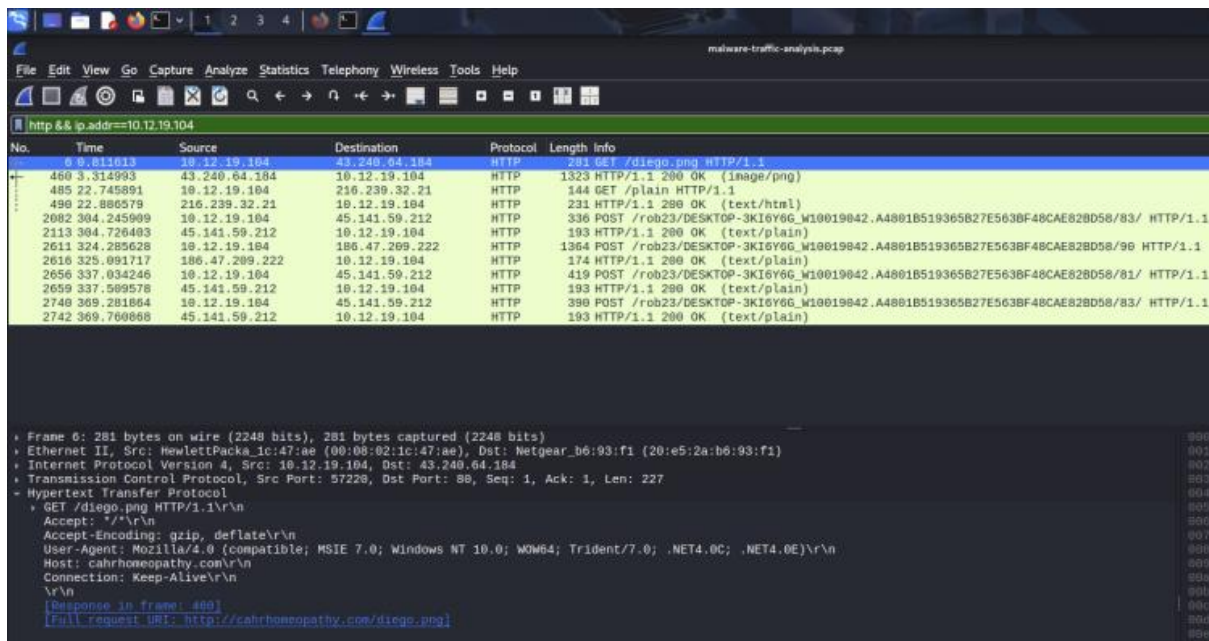 1 2 3 4
malware-traffic-analysis.pcap
File Edit View Go Capture Analyze Statistics Telephony Wireless Tools Help
http && ip.addr==10.12.19.104
No. Time Source Destination Protocol Length Info
6 0.811613 10.12.19.104 43.240.64.184 HTTP 281 GET /diego.png HTTP/1.1
460 3.314993 43.240.64.184 10.12.19.104 HTTP 1323 HTTP/1.1 200 OK (image/png)
485 22.745891 10.12.19.104 216.239.32.21 HTTP 144 GET /plain HTTP/1.1
490 22.886579 216.239.32.21 10.12.19.104 HTTP 231 HTTP/1.1 200 OK (text/html)
2082 304.245909 10.12.19.104 45.141.59.212 HTTP 336 POST /rob23/DESKTOP-3KI6Y6G_W10019042.A4801B519365B27E563BF48CAE82BD58/83/ HTTP/1.1
2113 304.726403 45.141.59.212 10.12.19.104 HTTP 193 HTTP/1.1 200 OK (text/plain)
2611 324.285628 10.12.19.104 186.47.209.222 HTTP 1364 POST /rob23/DESKTOP-3KI6Y6G_W10019042.A4801B519365B27E563BF48CAE82BD58/90 HTTP/1.1
2616 325.091717 186.47.209.222 10.12.19.104 HTTP 174 HTTP/1.1 200 OK (text/plain)
2656 337.034246 10.12.19.104 45.141.59.212 HTTP 419 POST /rob23/DESKTOP-3KI6Y6G_W10019042.A4801B519365B27E563BF48CAE82BD58/81/ HTTP/1.1
2659 337.509578 45.141.59.212 10.12.19.104 HTTP 193 HTTP/1.1 200 OK (text/plain)
2740 369.281864 10.12.19.104 45.141.59.212 HTTP 390 POST /rob23/DESKTOP-3KI6Y6G_W10019042.A4801B519365B27E563BF48CAE82BD58/83/ HTTP/1.1
2742 369.760868 45.141.59.212 10.12.19.104 HTTP 193 HTTP/1.1 200 OK (text/plain)
Frame 6: 281 bytes on wire (2248 bits), 281 bytes captured (2248 bits)
Ethernet II, Src: HewlettPacka_1c:47:ae (00:08:02:1c:47:ae), Dst: Netgear_b6:93:f1 (20:e5:2a:b6:93:f1)
Internet Protocol Version 4, Src: 10.12.19.104, Dst: 43.240.64.184
Transmission Control Protocol, Src Port: 57220, Dst Port: 80, Seq: 1, Ack: 1, Len: 227
Hypertext Transfer Protocol
GET /diego.png HTTP/1.1\r\n
Accept: */*\r\n
Accept-Encoding: gzip, deflate\r\n
User-Agent: Mozilla/4.0 (compatible; MSIE 7.0; Windows NT 10.0; WOW64; Trident/7.0; .NET4.0C; .NET4.0E)\r\n
Host: cahrhomeopathy.com\r\n
Connection: Keep-Alive\r\n
\r\n
[Response in frame: 460]
[Full request URI: http://cahrhomeopathy.com/diego.png]